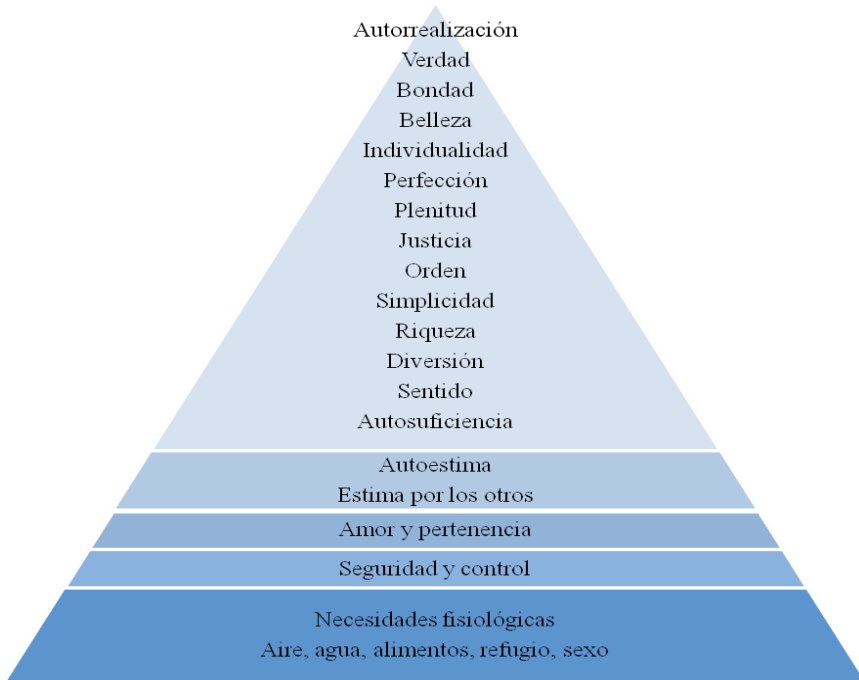 Autorrealización
Verdad
Bondad
Belleza
Individualidad
Perfección
Plenitud
Justicia
Orden
Simplicidad
Riqueza
Diversión
Sentido
Autosuficiencia
Autoestima
Estima por los otros
Amor y pertenencia
Seguridad y control
Necesidades fisiológicas
Aire, agua, alimentos, refugio, sexo